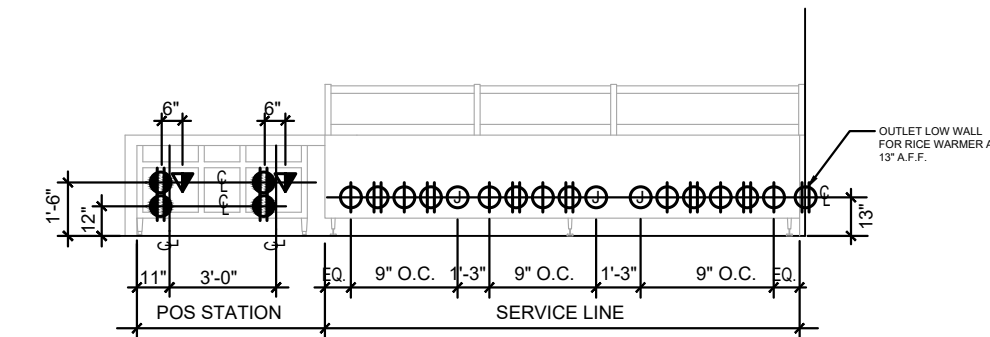 6"
6"
OUTLET LOW WALL
FOR RICE WARMER A
13" A.F.F.
1'-6"
12"
C L
C L
J
J
J
C L
13"
C L
C L
11"
3'-0"
EQ.
9" O.C.
1'-3"
9" O.C.
1'-3"
9" O.C.
EQ.
POS STATION
SERVICE LINE